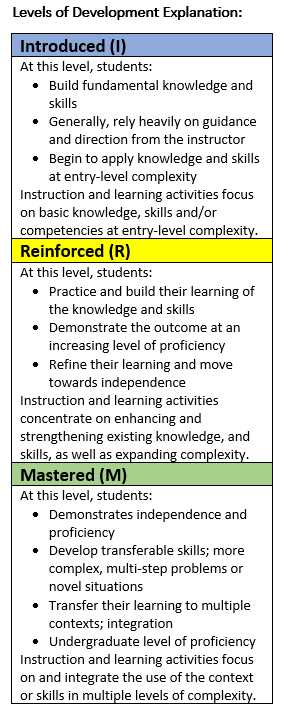 Levels of Development Explanation:
Introduced (I)
At this level, students:
• Build fundamental knowledge and
skills
• Generally, rely heavily on guidance
and direction from the instructor
• Begin to apply knowledge and skills
at entry-level complexity
Instruction and learning activities focus
on basic knowledge, skills and/or
competencies at entry-level complexity.
Reinforced (R)
At this level, students:
• Practice and build their learning of
the knowledge and skills
• Demonstrate the outcome at an
increasing level of proficiency
• Refine their learning and move
towards independence
Instruction and learning activities
concentrate on enhancing and
strengthening existing knowledge, and
skills, as well as expanding complexity.
Mastered (M)
At this level, students:
• Demonstrates independence and
proficiency
• Develop transferable skills; more
complex, multi-step problems or
novel situations
• Transfer their learning to multiple
contexts; integration
• Undergraduate level of proficiency
Instruction and learning activities focus
on and integrate the use of the context
or skills in multiple levels of complexity.